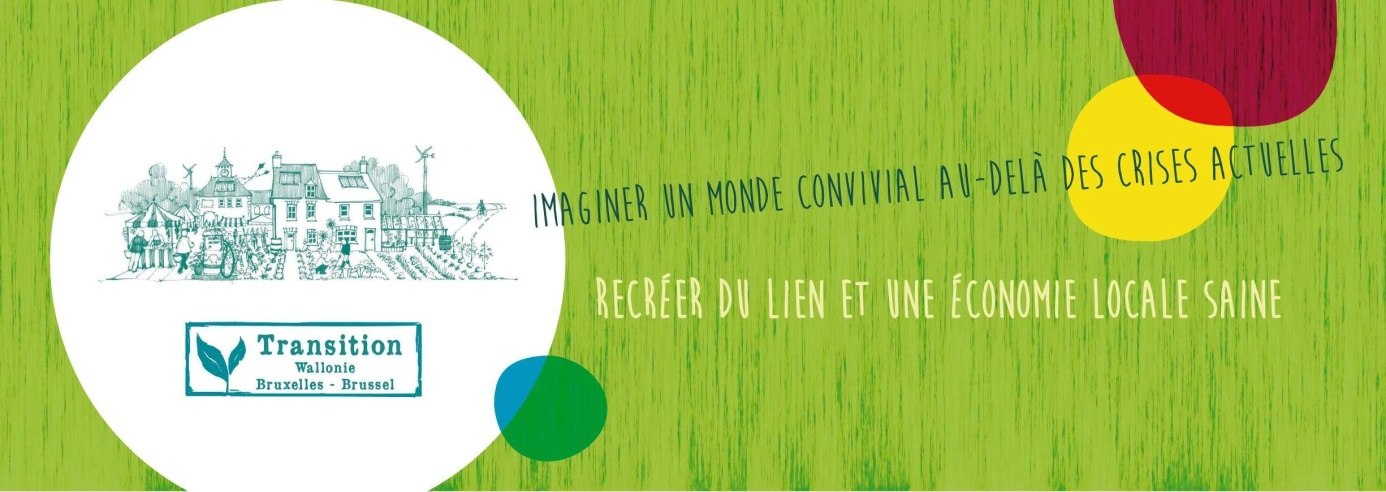 IMAGINER UN MONDE CONVIVIAL AU-DELÀ DES CRISES ACTUELLES
RECRÉER DU LIEN ET UNE ÉCONOMIE LOCALE SAINE
Transition
Wallonie
Bruxelles - Brussel